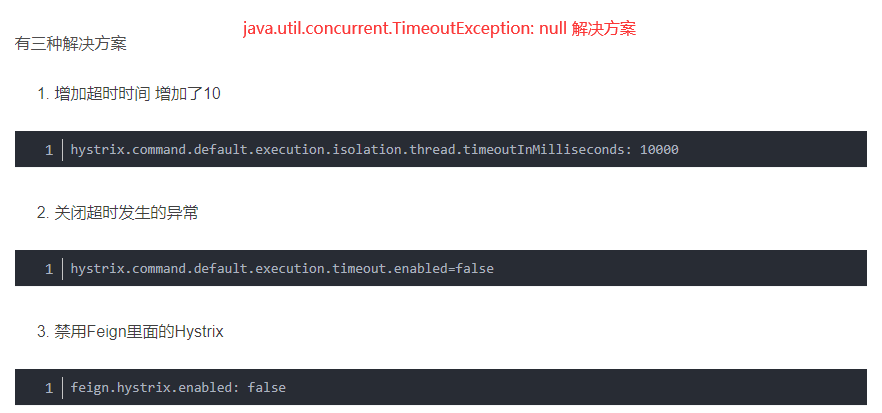 java.util.concurrent.TimeoutException: null 解决方案
有三种解决方案
1. 增加超时时间 增加了10
1 hystrix.command.default.execution.isolation.thread.timeoutInMilliseconds: 10000
2. 关闭超时发生的异常
1 hystrix.command.default.execution.timeout.enabled=false
3. 禁用Feign里面的Hystrix
1 feign.hystrix.enabled: false